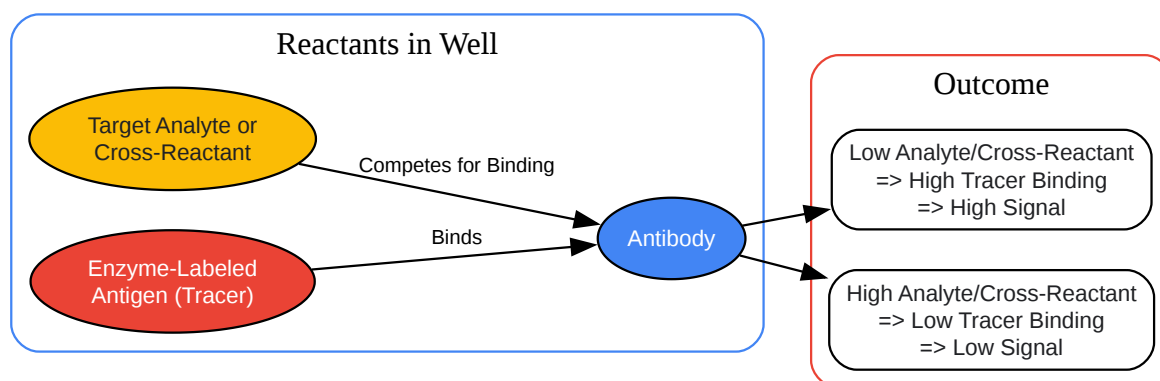 Reactants in Well
Target Analyte or
Cross-Reactant
Competes for Binding
Enzyme-Labeled
Antigen (Tracer)
Binds
Antibody
Outcome
Low Analyte/Cross-Reactant
=> High Tracer Binding
=> High Signal
High Analyte/Cross-Reactant
=> Low Tracer Binding
=> Low Signal